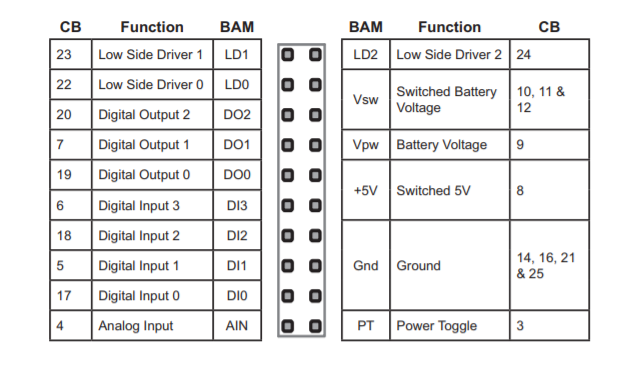 CB Function BAM BAM Function CB
23 Low Side Driver 1 LD1 LD2 Low Side Driver 2 24
22 Low Side Driver 0 LD0 Vsw Switched Battery Voltage 10, 11 & 12
20 Digital Output 2 DO2
7 Digital Output 1 DO1 Vpw Battery Voltage 9
19 Digital Output 0 DO0 +5V Switched 5V 8
6 Digital Input 3 DI3
18 Digital Input 2 DI2 Gnd Ground 14, 16, 21 & 25
5 Digital Input 1 DI1
17 Digital Input 0 DI0
4 Analog Input AIN PT Power Toggle 3